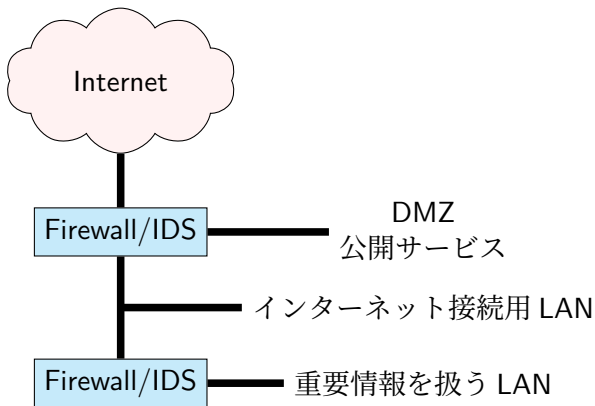 Internet
Firewall/IDS
DMZ
公開サービス
インターネット接続用 LAN
Firewall/IDS
重要情報を扱う LAN